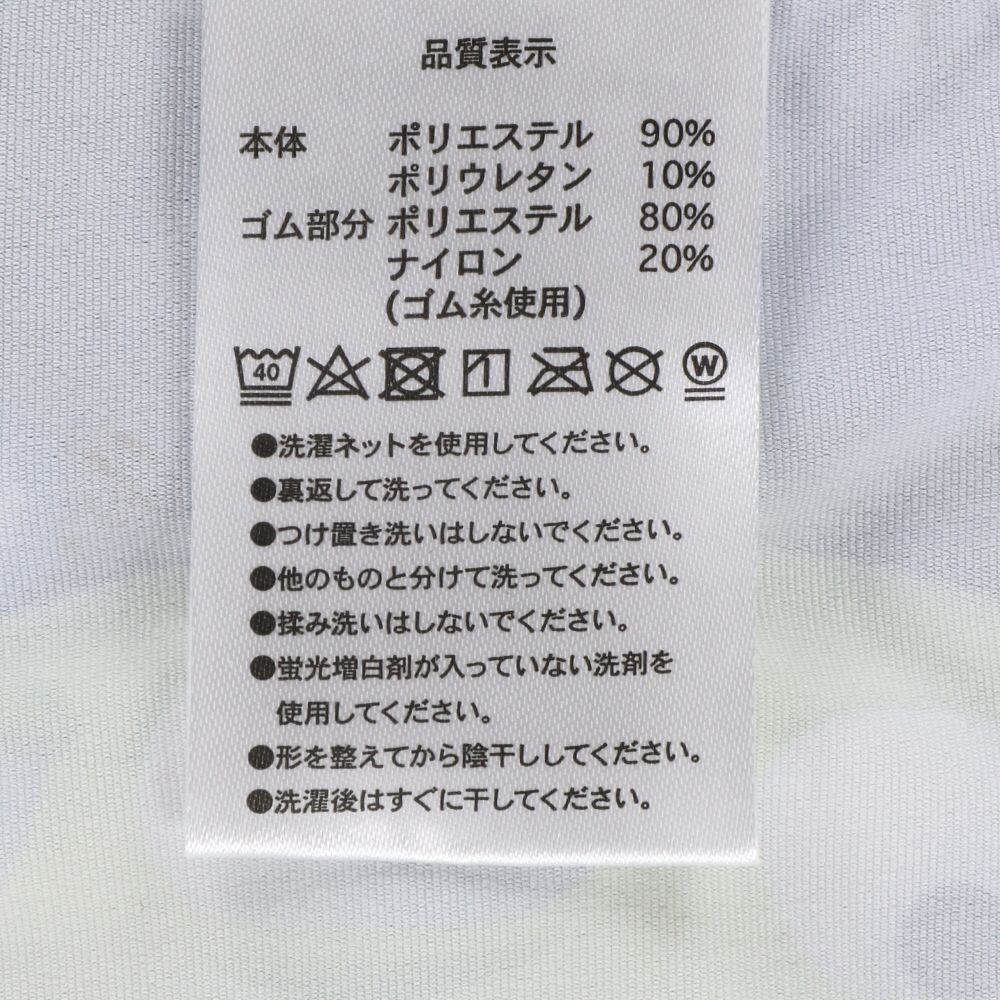 品質表示
本体 ポリエステル 90%
ポリウレタン 10%
ゴム部分 ポリエステル 80%
ナイロン 20%
(ゴム糸使用)
40 W
●洗濯ネットを使用してください。
●裏返して洗ってください。
●つけ置き洗いはしないでください。
●他のものと分けて洗ってください。
●揉み洗いはしないでください。
●蛍光増白剤が入っていない洗剤を
使用してください。
●形を整えてから陰干ししてください。
●洗濯後はすぐに干してください。